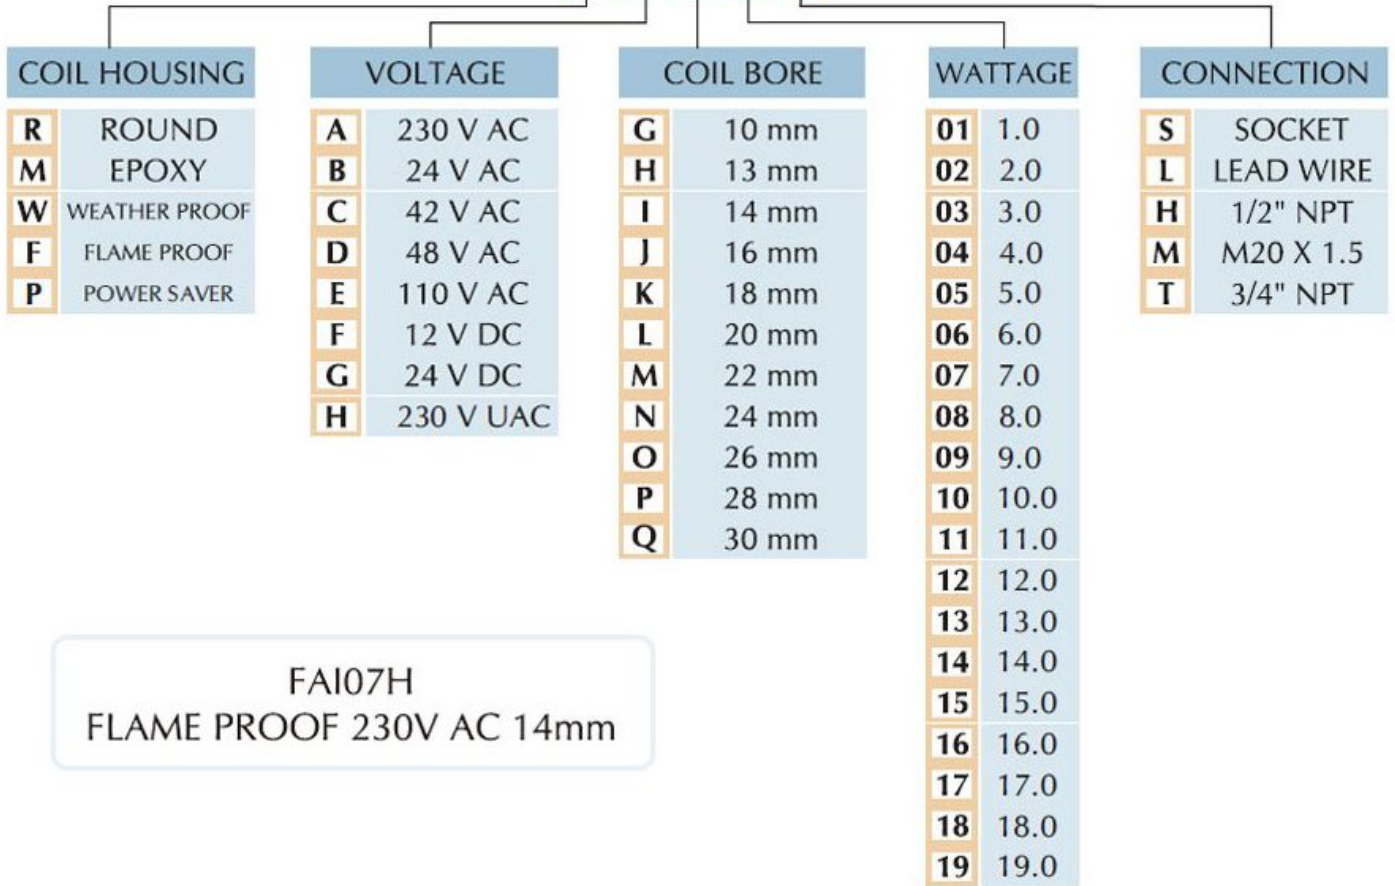 COIL HOUSING
R ROUND
M EPOXY
W WEATHER PROOF
F FLAME PROOF
P POWER SAVER
VOLTAGE
A 230 V AC
B 24 V AC
C 42 V AC
D 48 V AC
E 110 V AC
F 12 V DC
G 24 V DC
H 230 V UAC
COIL BORE
G 10 mm
H 13 mm
I 14 mm
J 16 mm
K 18 mm
L 20 mm
M 22 mm
N 24 mm
O 26 mm
P 28 mm
Q 30 mm
WATTAGE
01 1.0
02 2.0
03 3.0
04 4.0
05 5.0
06 6.0
07 7.0
08 8.0
09 9.0
10 10.0
11 11.0
12 12.0
13 13.0
14 14.0
15 15.0
16 16.0
17 17.0
18 18.0
19 19.0
CONNECTION
S SOCKET
L LEAD WIRE
H 1/2" NPT
M M20 X 1.5
T 3/4" NPT
FAI07H
FLAME PROOF 230V AC 14mm